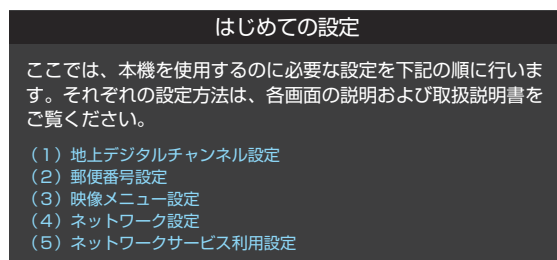 はじめての設定
ここでは、本機を使用するのに必要な設定を下記の順に行いま
す。それぞれの設定方法は、各画面の説明および取扱説明書を
ご覧ください。
（1）地上デジタルチャンネル設定
（2）郵便番号設定
（3）映像メニュー設定
（4）ネットワーク設定
（5）ネットワークサービス利用設定